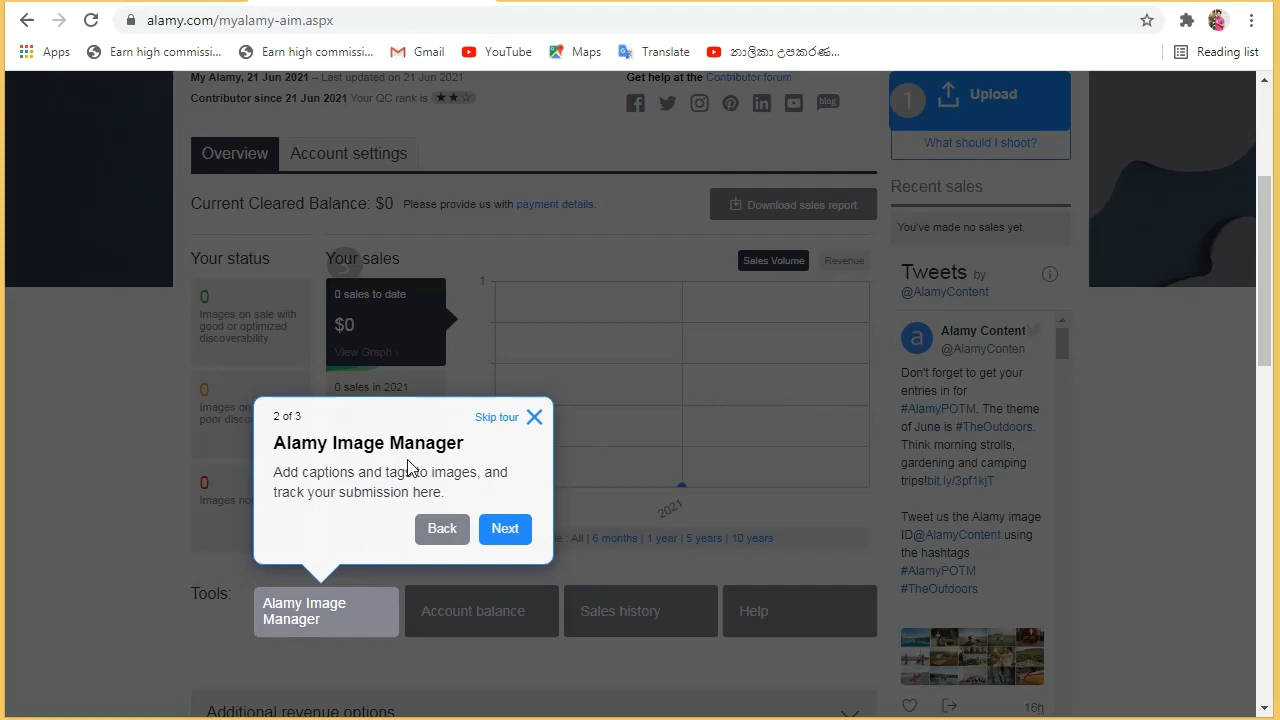 alamy.com/myalamy-aim.aspx
Apps
Earn high commissi...
Earn high commissi...
Gmail
YouTube
Maps
Translate
නාලිකා උපකරණ...
Reading list
My Alamy, 21 Jun 2021 – Last updated on 21 Jun 2021
Contributor since 21 Jun 2021 Your QC rank is
Get help at the Contributor forum
blog
1
Upload
What should I shoot?
Overview
Account settings
Current Cleared Balance: $0 Please provide us with payment details.
Download sales report
Recent sales
You've made no sales yet.
Your status
0
Images on sale with
good or optimized
discoverability.
0
Images on
poor disco
0
Images no
Your sales
3
0 sales to date
$0
View Graph ›
0 sales in 2021
Sales Volume
Revenue
1
2021
: All | 6 months | 1 year | 5 years | 10 years
Tweets by
@AlamyContent
a
Alamy Content
@AlamyConten
Don't forget to get your
entries in for
#AlamyPOTM. The theme
of June is #TheOutdoors.
Think morning strolls,
gardening and camping
trips!bit.ly/3pf1kjT
Tweet us the Alamy image
ID@AlamyContent using
the hashtags
#AlamyPOTM
#TheOutdoors
16h
2 of 3
Skip tour
Alamy Image Manager
Add captions and tags to images, and
track your submission here.
Back
Next
Tools:
Alamy Image
Manager
Account balance
Sales history
Help
Additional revenue options